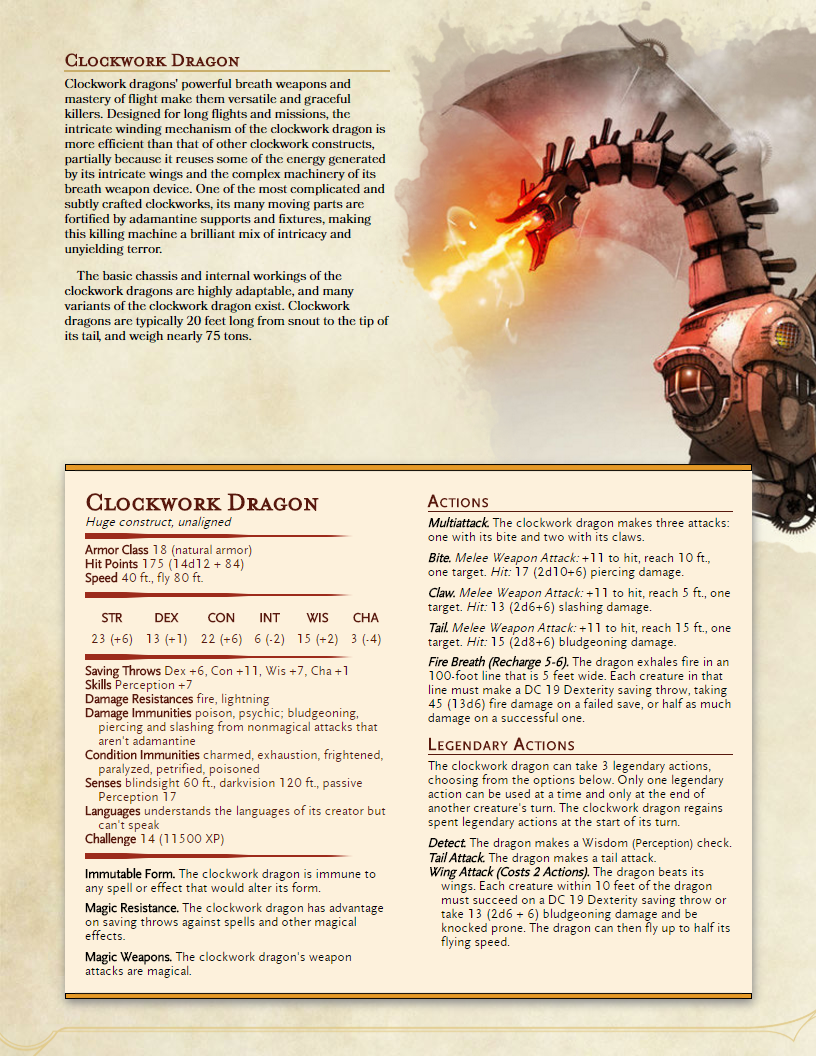 Clockwork Dragon
Clockwork dragons' powerful breath weapons and
mastery of flight make them versatile and graceful
killers. Designed for long flights and missions, the
intricate winding mechanism of the clockwork dragon is
more efficient than that of other clockwork constructs,
partially because it reuses some of the energy generated
by its intricate wings and the complex machinery of its
breath weapon device. One of the most complicated and
subtly crafted clockworks, its many moving parts are
fortified by adamantine supports and fixtures, making
this killing machine a brilliant mix of intricacy and
unyielding terror.
The basic chassis and internal workings of the
clockwork dragons are highly adaptable, and many
variants of the clockwork dragon exist. Clockwork
dragons are typically 20 feet long from snout to the tip of
its tail, and weigh nearly 75 tons.
Clockwork Dragon
Huge construct, unaligned
Armor Class 18 (natural armor)
Hit Points 175 (14d12 + 84)
Speed 40 ft., fly 80 ft.
STR DEX CON INT WIS CHA
23 (+6) 13 (+1) 22 (+6) 6 (-2) 15 (+2) 3 (-4)
Saving Throws Dex +6, Con +11, Wis +7, Cha +1
Skills Perception +7
Damage Resistances fire, lightning
Damage Immunities poison, psychic; bludgeoning,
piercing and slashing from nonmagical attacks that
aren't adamantine
Condition Immunities charmed, exhaustion, frightened,
paralyzed, petrified, poisoned
Senses blindsight 60 ft., darkvision 120 ft., passive
Perception 17
Languages understands the languages of its creator but
can't speak
Challenge 14 (11500 XP)
Immutable Form. The clockwork dragon is immune to
any spell or effect that would alter its form.
Magic Resistance. The clockwork dragon has advantage
on saving throws against spells and other magical
effects.
Magic Weapons. The clockwork dragon's weapon
attacks are magical.
Actions
Multiattack. The clockwork dragon makes three attacks:
one with its bite and two with its claws.
Bite. Melee Weapon Attack: +11 to hit, reach 10 ft.,
one target. Hit: 17 (2d10+6) piercing damage.
Claw. Melee Weapon Attack: +11 to hit, reach 5 ft., one
target. Hit: 13 (2d6+6) slashing damage.
Tail. Melee Weapon Attack: +11 to hit, reach 15 ft., one
target. Hit: 15 (2d8+6) bludgeoning damage.
Fire Breath (Recharge 5-6). The dragon exhales fire in an
100-foot line that is 5 feet wide. Each creature in that
line must make a DC 19 Dexterity saving throw, taking
45 (13d6) fire damage on a failed save, or half as much
damage on a successful one.
Legendary Actions
The clockwork dragon can take 3 legendary actions,
choosing from the options below. Only one legendary
action can be used at a time and only at the end of
another creature's turn. The clockwork dragon regains
spent legendary actions at the start of its turn.
Detect. The dragon makes a Wisdom (Perception) check.
Tail Attack. The dragon makes a tail attack.
Wing Attack (Costs 2 Actions). The dragon beats its
wings. Each creature within 10 feet of the dragon
must succeed on a DC 19 Dexterity saving throw or
take 13 (2d6 + 6) bludgeoning damage and be
knocked prone. The dragon can then fly up to half its
flying speed.